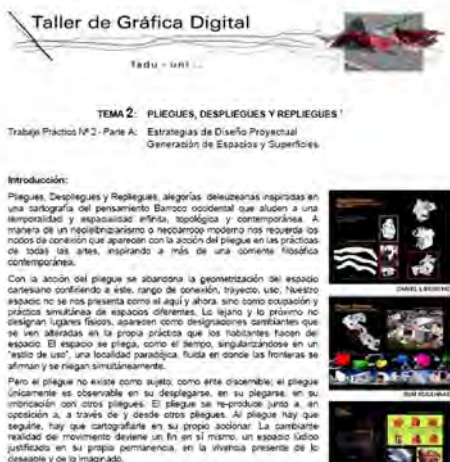 Taller de Gráfica Digital
fadu - unl
TEMA 2: PLIEGUES, DESPLIEGUES Y REPLIEGUES
Trabajo Práctico Nº 2 - Parte A: Estrategias de Diseño Proyectual
Generación de Espacios y Superficies
Introducción:
Pliegues, Despliegues y Repliegues, alegorías deleuzeanas inspiradas en
una cartografía del pensamiento Barroco occidental que aluden a una
temporalidad y espacialidad infinita, topológica y contemporánea. A
manera de un neoleibnizianismo o neobarroco moderno nos recuerda los
nodos de conexión que aparecen con la acción del pliegue en las prácticas
de todas las artes, inspirando a más de una corriente filosófica
contemporánea.
Con la acción del pliegue se abandona la geometrización del espacio
cartesiano confiriendo a éste, rango de conexión, trayecto, uso. Nuestro
espacio no se nos presenta como el aquí y ahora, sino como ocupación y
práctica simultánea de espacios diferentes. Lo lejano y lo próximo no
designan lugares físicos, aparecen como designaciones cambiantes que
se ven alteradas en la propia práctica que los habitantes hacen del
espacio. El espacio se pliega, como el tiempo, singularizándose en un
"estilo de uso", una localidad paradójica, fluida en donde las fronteras se
afirman y se niegan simultáneamente.
Pero el pliegue no existe como sujeto, como ente discernible; el pliegue
únicamente es observable en su desplegarse, en su plegarse, en su
imbricación con otros pliegues. El pliegue se re-produce junto a, en
oposición a, a través de y desde otros pliegues. Al pliegue hay que
seguirle, hay que cartografiarle en su propio accionar. La cambiante
realidad del movimiento deviene un fin en sí mismo, un espacio lúdico
justificado en su propia permanencia, en la vivencia presente de lo
deseable y de lo imaginado.
DANIEL LIBESKIND
REM KOOLHAAS